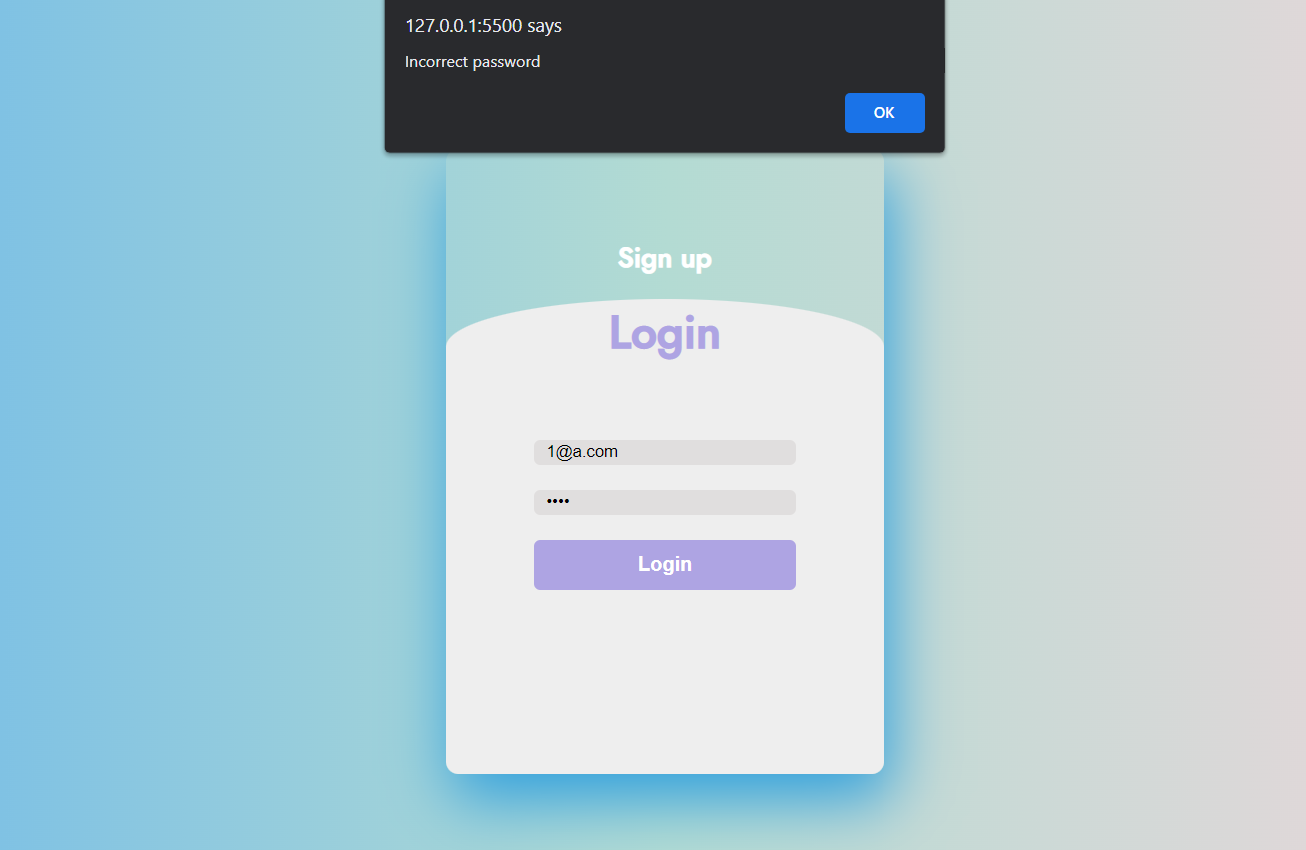 127.0.0.1:5500 says
Incorrect password
OK
Sign up
Login
1@a.com
••••
Login